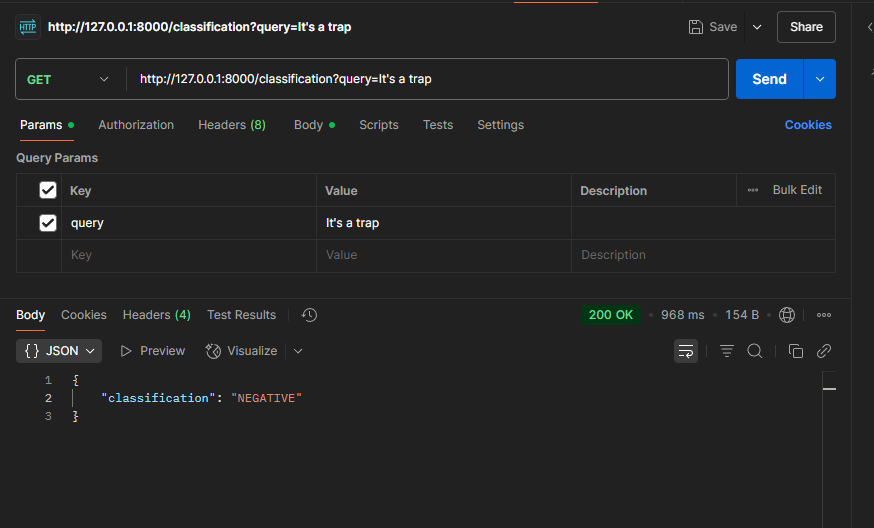 HTTP http://127.0.0.1:8000/classification?query=It's a trap Save Share
GET http://127.0.0.1:8000/classification?query=It's a trap Send
Params Authorization Headers (8) Body Scripts Tests Settings Cookies
Query Params
Key Value Description Bulk Edit
query It's a trap
Key Value Description
Body Cookies Headers (4) Test Results 200 OK 968 ms 154 B
{} JSON Preview Visualize
1 {
2 "classification": "NEGATIVE"
3 }